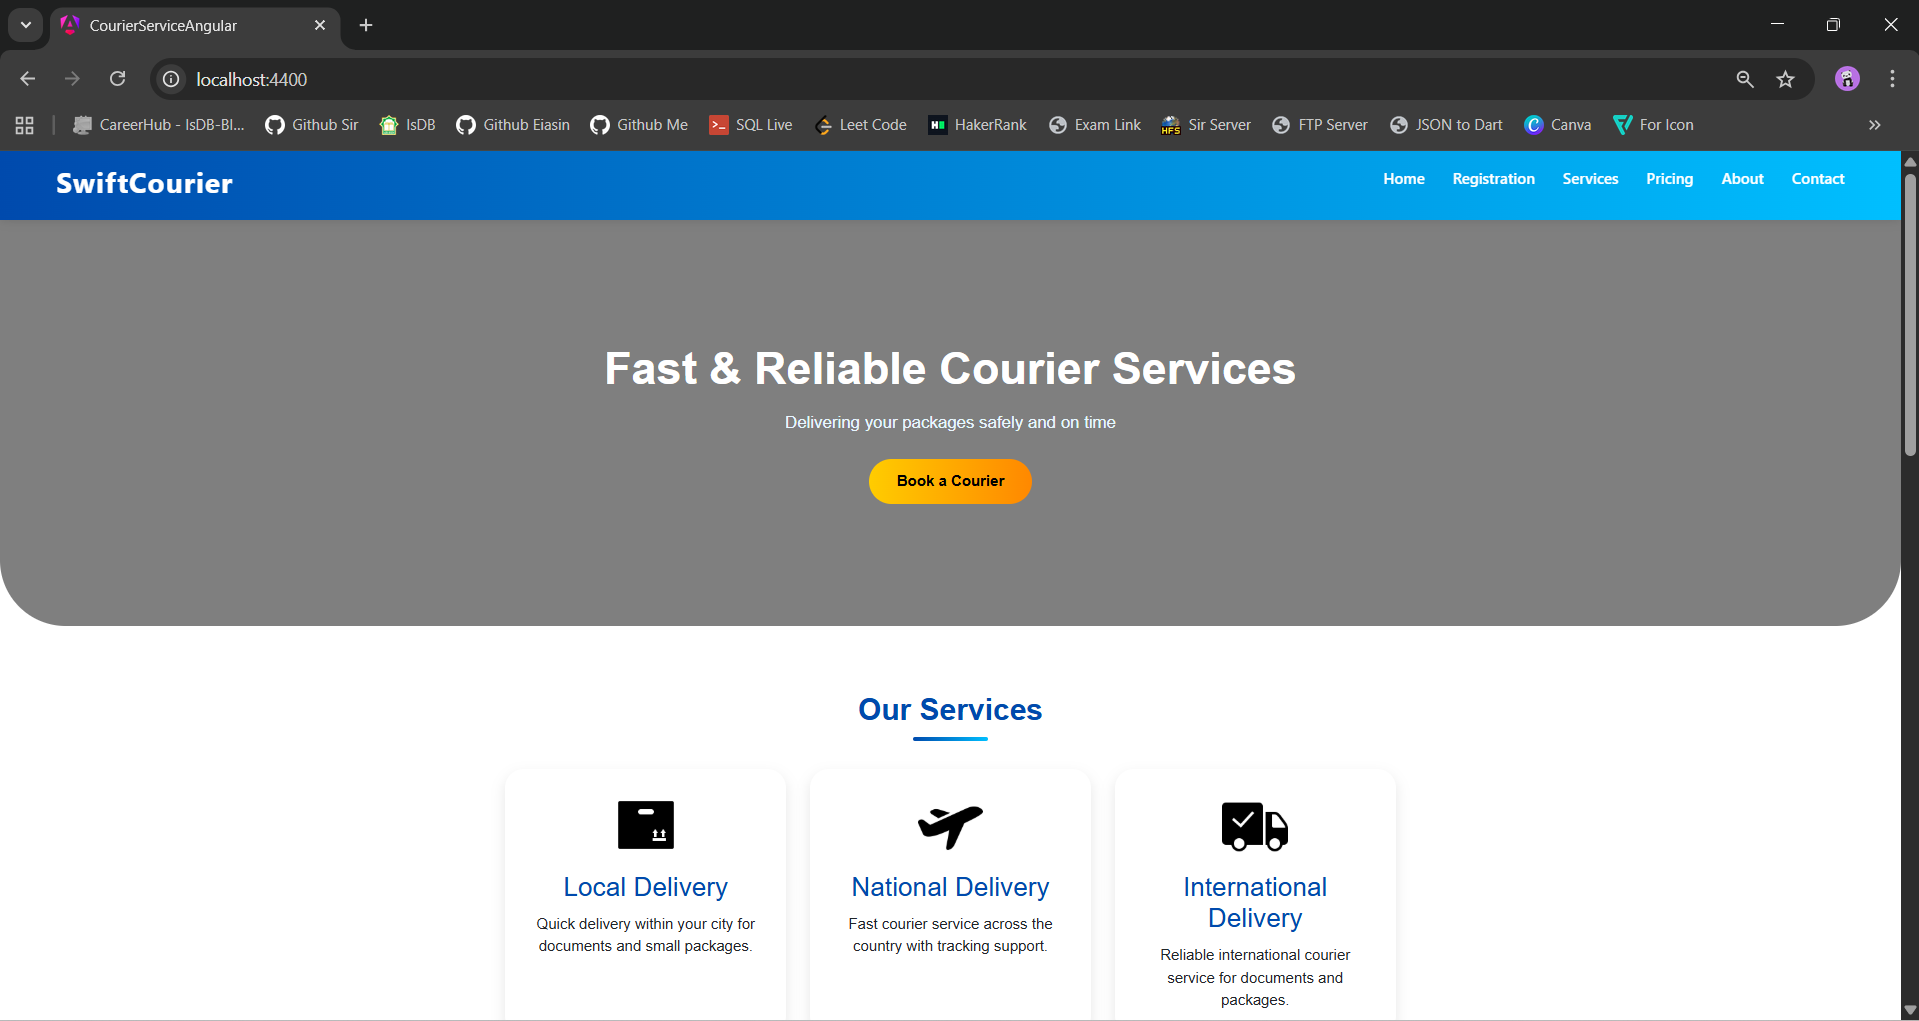 CourierServiceAngular
localhost:4400
CareerHub - IsDB-BI... Github Sir IsDB Github Eiasin Github Me SQL Live Leet Code HakerRank Exam Link Sir Server FTP Server JSON to Dart Canva For Icon
SwiftCourier Home Registration Services Pricing About Contact
Fast & Reliable Courier Services
Delivering your packages safely and on time
Book a Courier
Our Services
Local Delivery
Quick delivery within your city for
documents and small packages.
National Delivery
Fast courier service across the
country with tracking support.
International
Delivery
Reliable international courier
service for documents and
packages.